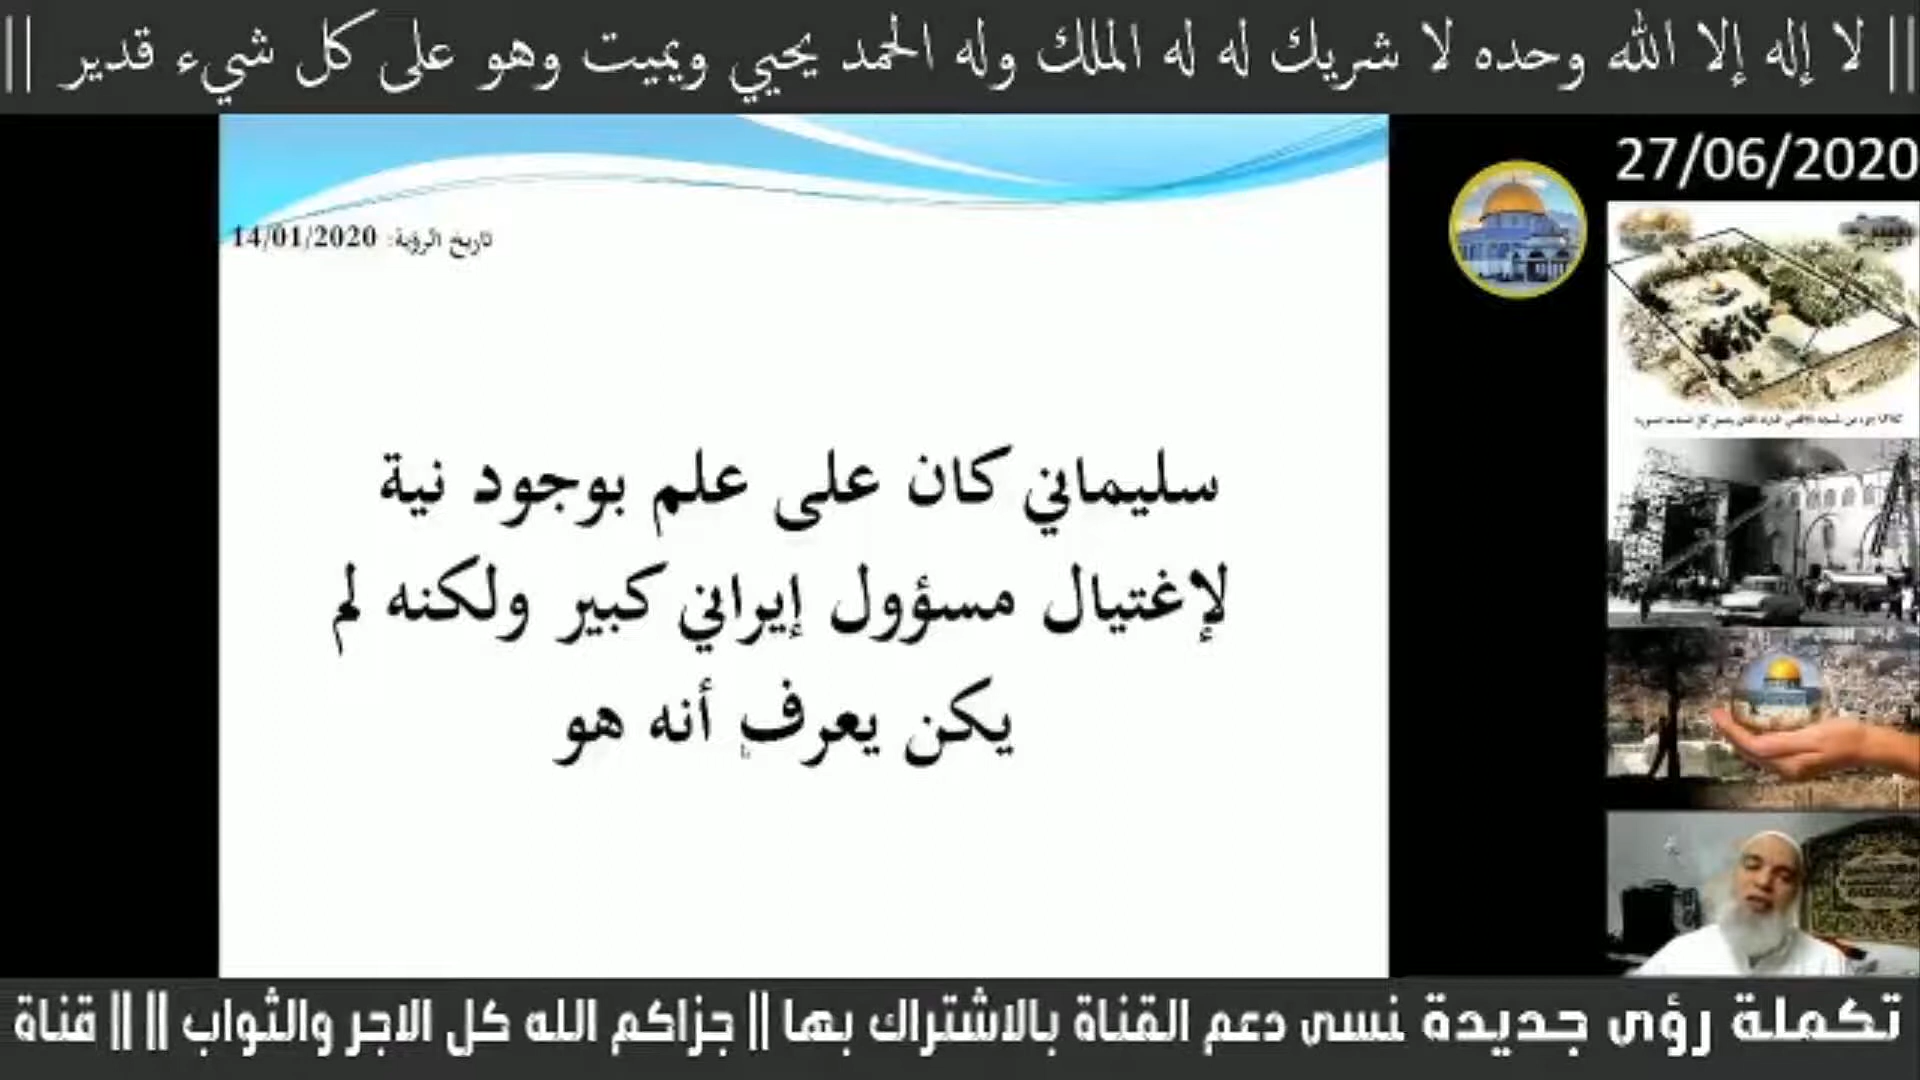 || لا إله إلا الله وحده لا شريك له له الملك وله الحمد يحيي ويميت وهو على كل شيء قدير ||
27/06/2020
تاريخ الرؤية: 14/01/2020
سليماني كان على علم بوجود نية
لإغتيال مسؤول إيراني كبير ولكنه لم
يكن يعرف أنه هو
تكملة رؤى جديدة نسى دعم القناة بالاشتراك بها || جزاكم الله كل الاجر والثواب || || قناة